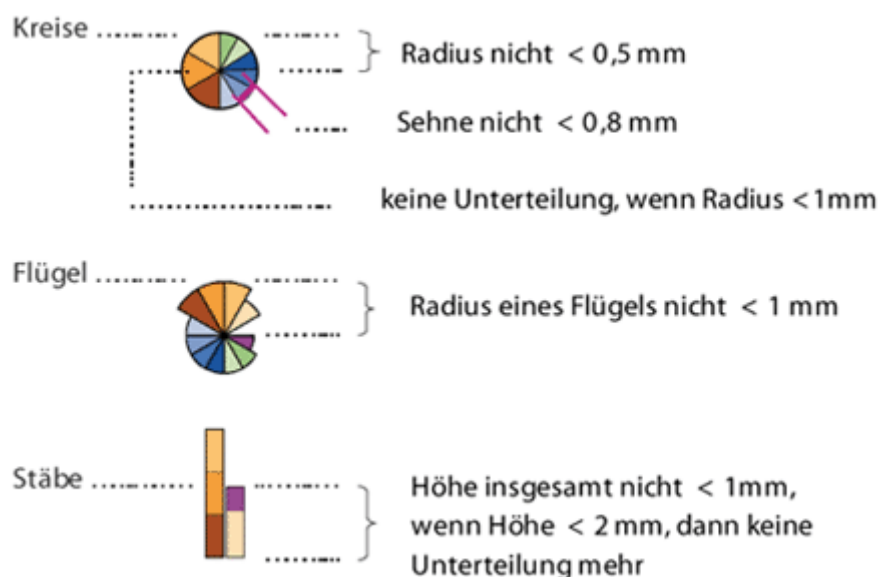 Kreise
Radius nicht < 0,5 mm
Sehne nicht < 0,8 mm
keine Unterteilung, wenn Radius <1mm
Flügel
Radius eines Flügels nicht < 1 mm
Stäbe
Höhe insgesamt nicht < 1mm,
wenn Höhe < 2 mm, dann keine
Unterteilung mehr